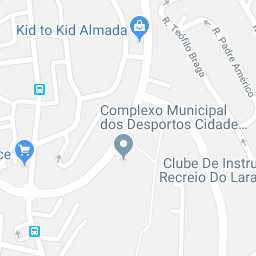 Kid to Kid Almada
R. Teófilo Braga
R. Padre Américo
Complexo Municipal
dos Desportos Cidade...
ce
Clube De Instru
Recreio Do Lara